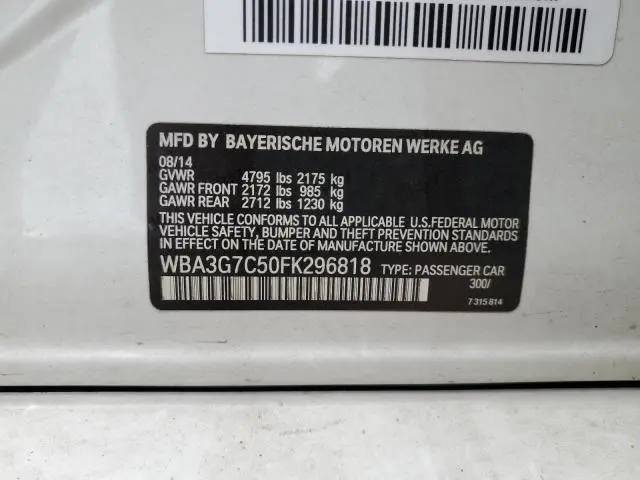 MFD BY BAYERISCHE MOTOREN WERKE AG
08/14
GVWR 4795 lbs 2175 kg
GAWR FRONT 2172 lbs 985 kg
GAWR REAR 2712 lbs 1230 kg
THIS VEHICLE CONFORMS TO ALL APPLICABLE U.S.FEDERAL MOTOR
VEHICLE SAFETY, BUMPER AND THEFT PREVENTION STANDARDS
IN EFFECT ON THE DATE OF MANUFACTURE SHOWN ABOVE.
WBA3G7C50FK296818 TYPE: PASSENGER CAR
300/
7 315 814